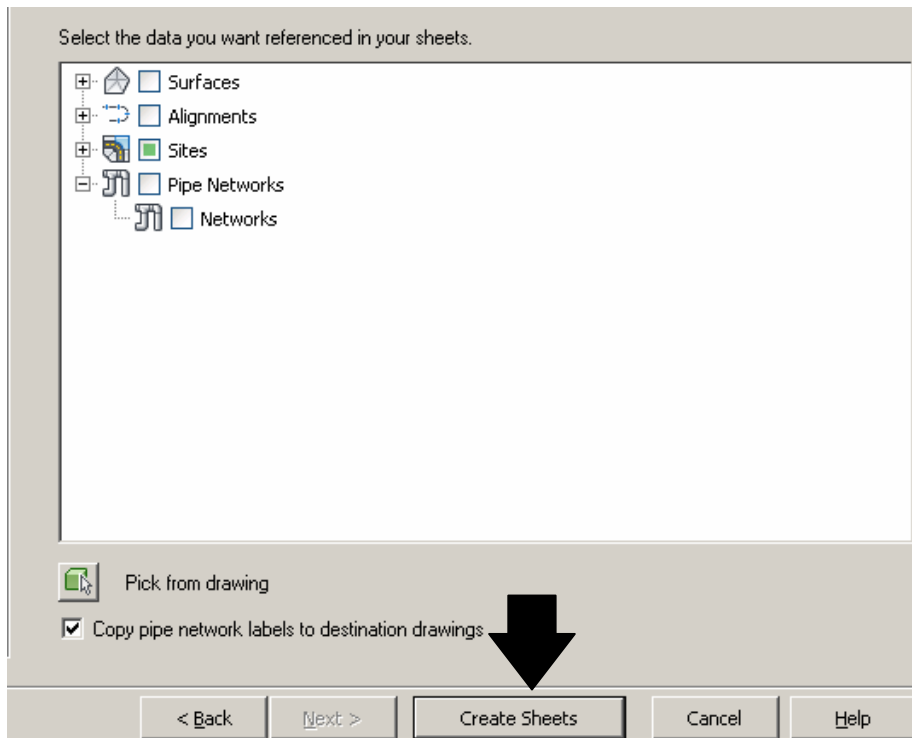 Select the data you want referenced in your sheets.
Surfaces
Alignments
Sites
Pipe Networks
Networks
Pick from drawing
Copy pipe network labels to destination drawings
< Back Next > Create Sheets Cancel Help